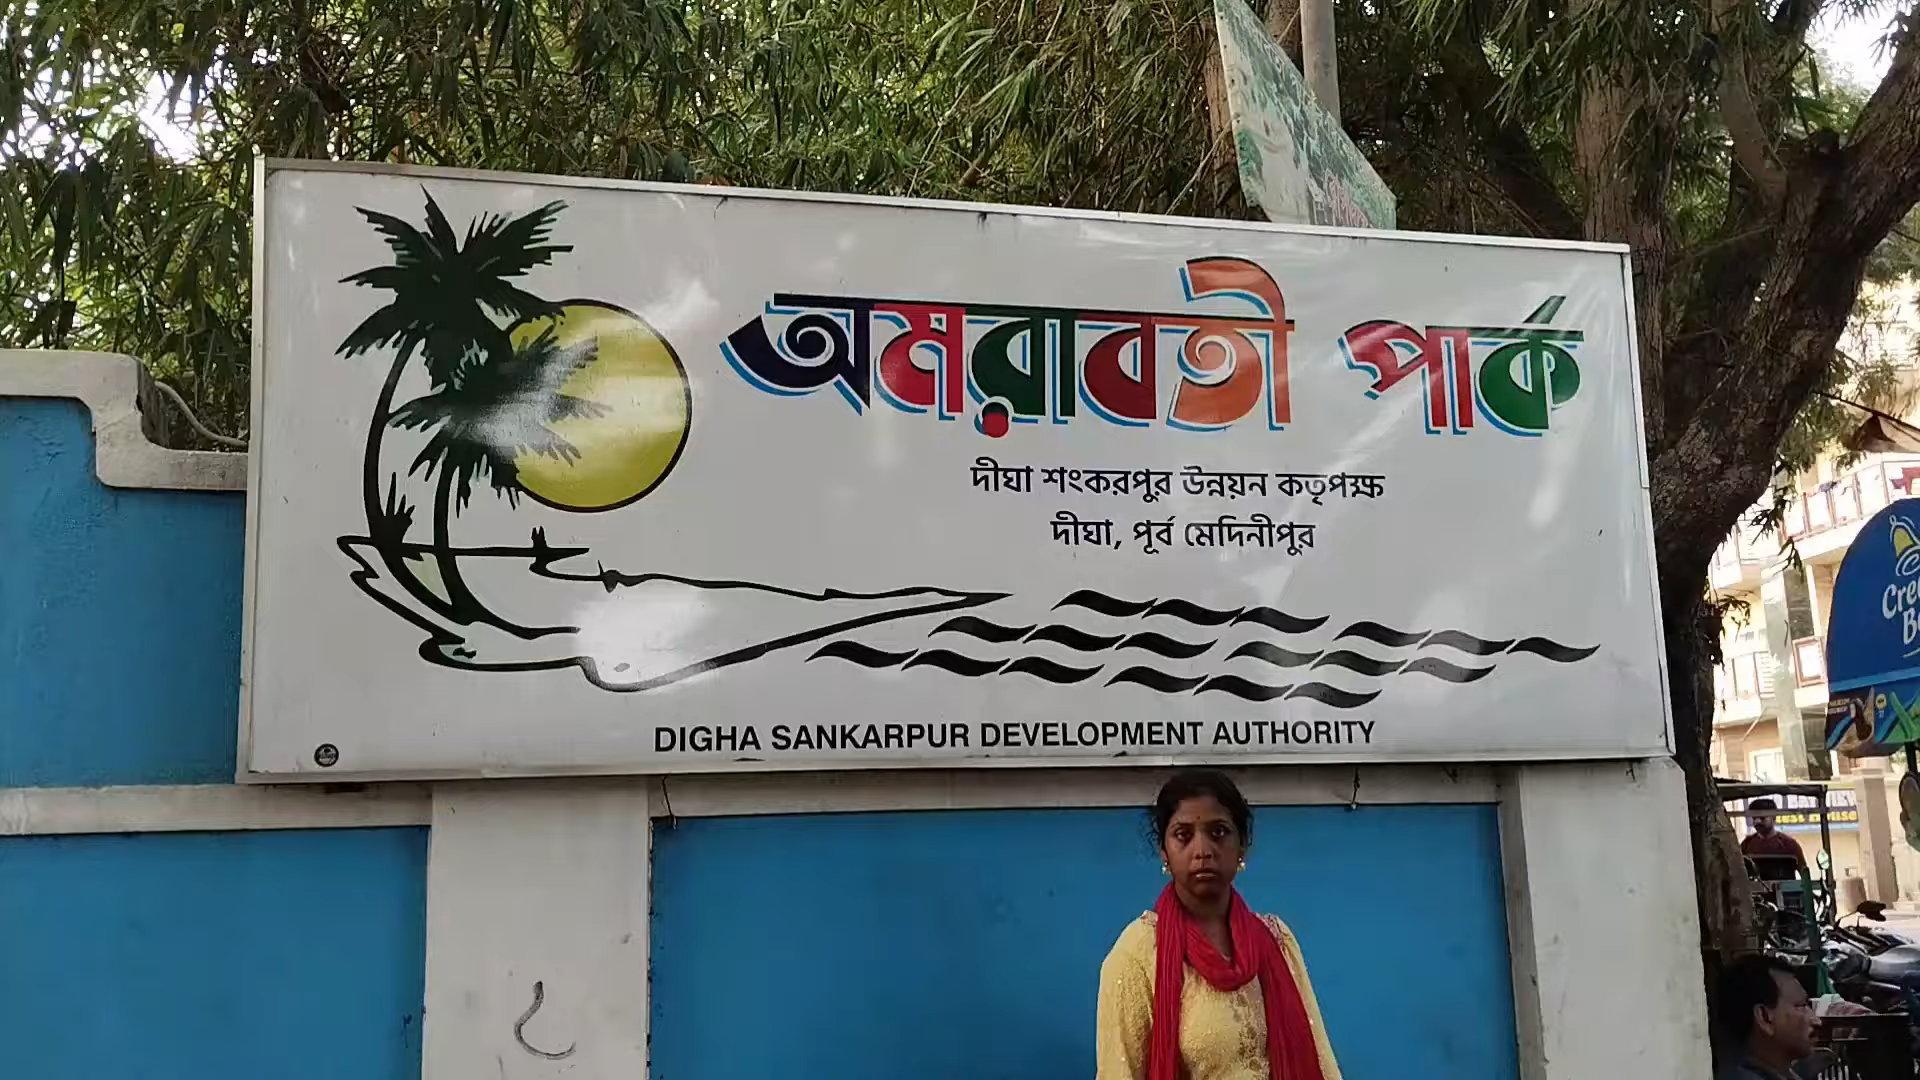 অমরাবতী পার্ক
দীঘা শংকরপুর উন্নয়ন কতৃপক্ষ
দীঘা, পূর্ব মেদিনীপুর
DIGHA SANKARPUR DEVELOPMENT AUTHORITY